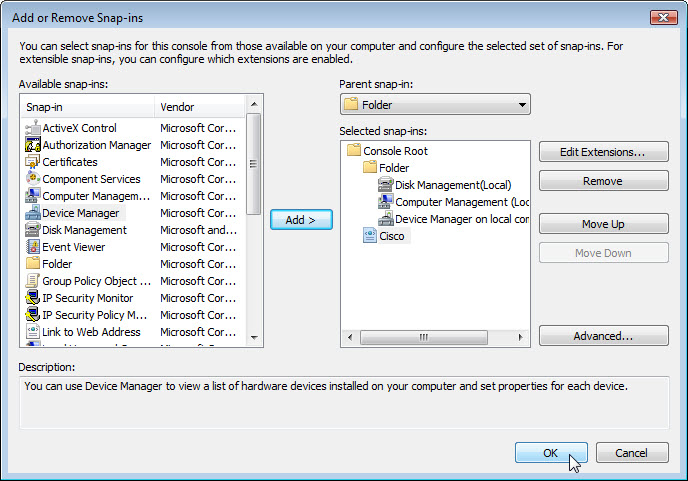 Add or Remove Snap-ins
You can select snap-ins for this console from those available on your computer and configure the selected set of snap-ins. For
extensible snap-ins, you can configure which extensions are enabled.
Available snap-ins:
Snap-in Vendor
ActiveX Control Microsoft Cor...
Authorization Manager Microsoft Cor...
Certificates Microsoft Cor...
Component Services Microsoft Cor...
Computer Managem... Microsoft Cor...
Device Manager Microsoft Cor...
Disk Management Microsoft and...
Event Viewer Microsoft Cor...
Folder Microsoft Cor...
Group Policy Object ... Microsoft Cor...
IP Security Monitor Microsoft Cor...
IP Security Policy M... Microsoft Cor...
Link to Web Address Microsoft Cor...
Add >
Parent snap-in:
Folder
Selected snap-ins:
Console Root
Folder
Disk Management(Local)
Computer Management (Loc
Device Manager on local con
Cisco
Edit Extensions...
Remove
Move Up
Move Down
Advanced...
Description:
You can use Device Manager to view a list of hardware devices installed on your computer and set properties for each device.
OK
Cancel